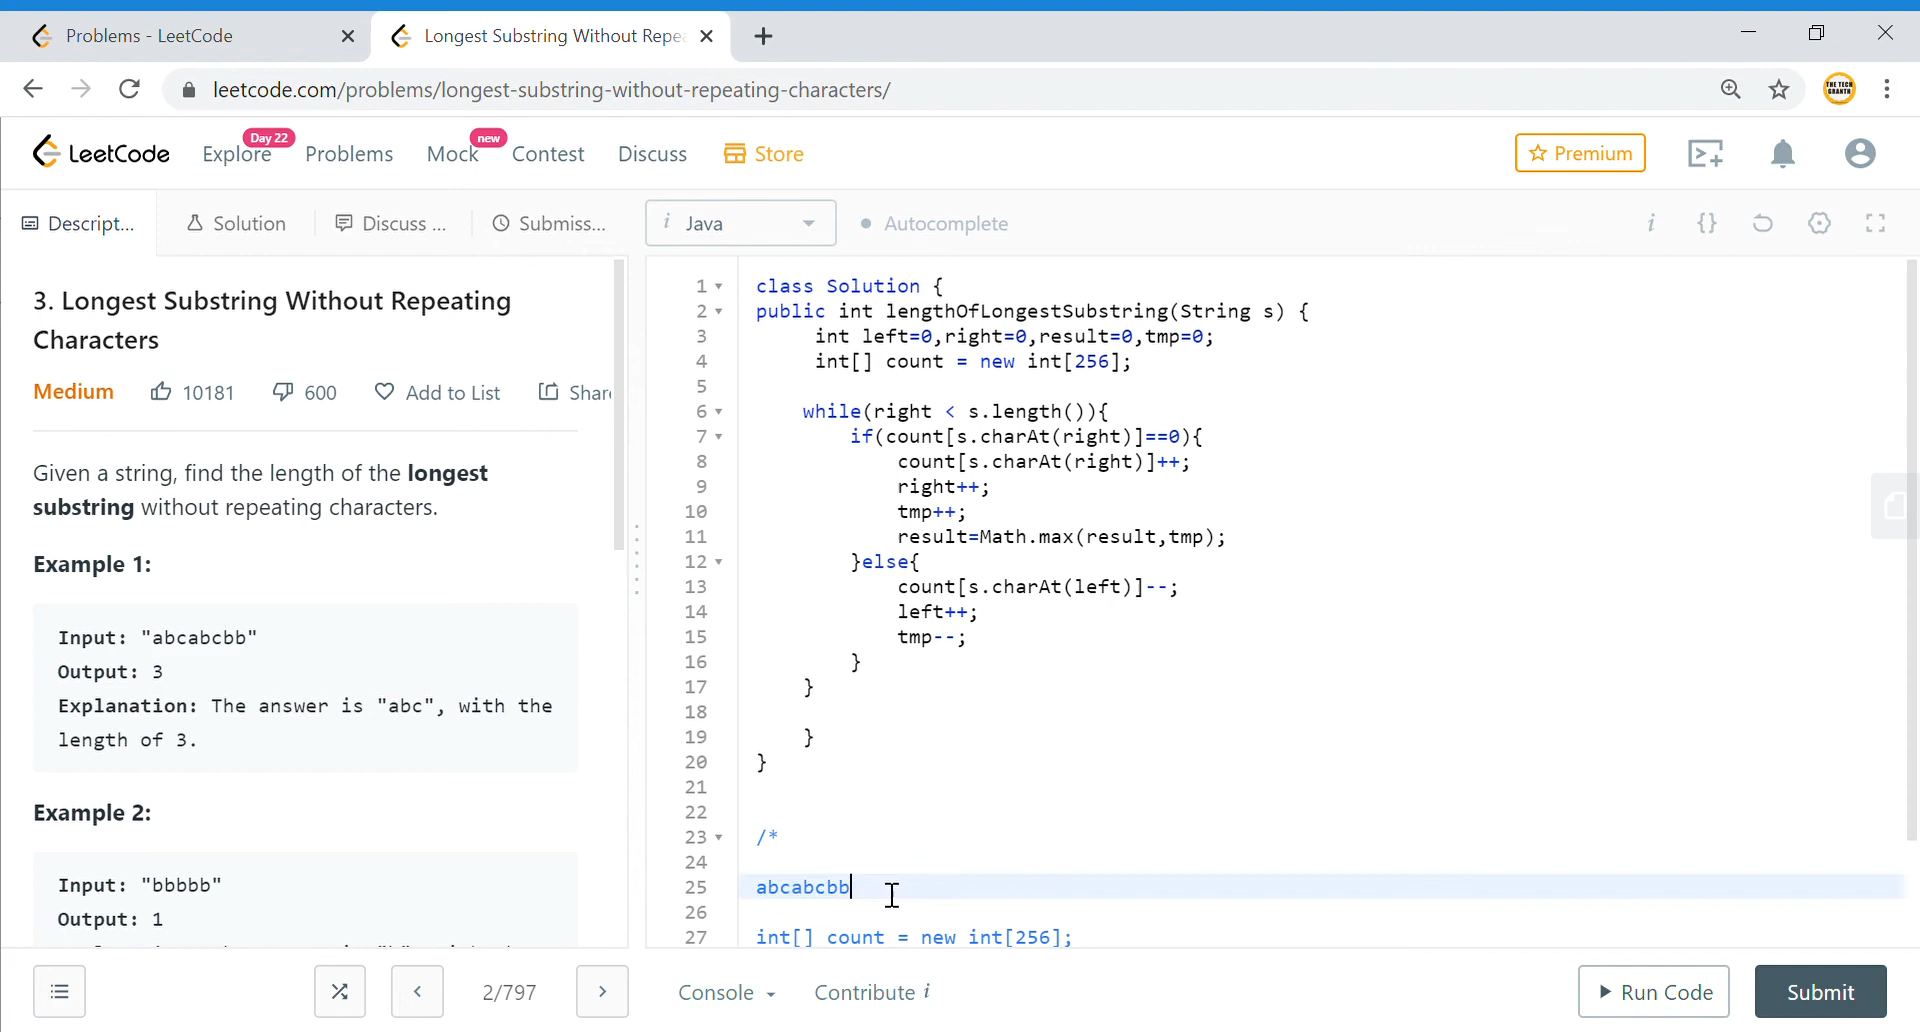 Problems - LeetCode
Longest Substring Without Repe
leetcode.com/problems/longest-substring-without-repeating-characters/
THE TECH GRANTH
LeetCode
Explore
Day 22
Problems
Mock
new
Contest
Discuss
Store
Premium
Descript...
Solution
Discuss ...
Submiss...
i Java
Autocomplete
i {}
3. Longest Substring Without Repeating
Characters
Medium 10181 600 Add to List Share
Given a string, find the length of the longest
substring without repeating characters.
Example 1:
Input: "abcabcbb"
Output: 3
Explanation: The answer is "abc", with the
length of 3.
Example 2:
Input: "bbbbb"
Output: 1
1 class Solution {
2 public int lengthOfLongestSubstring(String s) {
3 int left=0,right=0,result=0,tmp=0;
4 int[] count = new int[256];
5
6 while(right < s.length()){
7 if(count[s.charAt(right)]==0){
8 count[s.charAt(right)]++;
9 right++;
10 tmp++;
11 result=Math.max(result,tmp);
12 }else{
13 count[s.charAt(left)]--;
14 left++;
15 tmp--;
16 }
17 }
18
19 }
20 }
21
22
23 /*
24
25 abcabcbb
26
27 int[] count = new int[256];
2/797
Console
Contribute i
Run Code
Submit